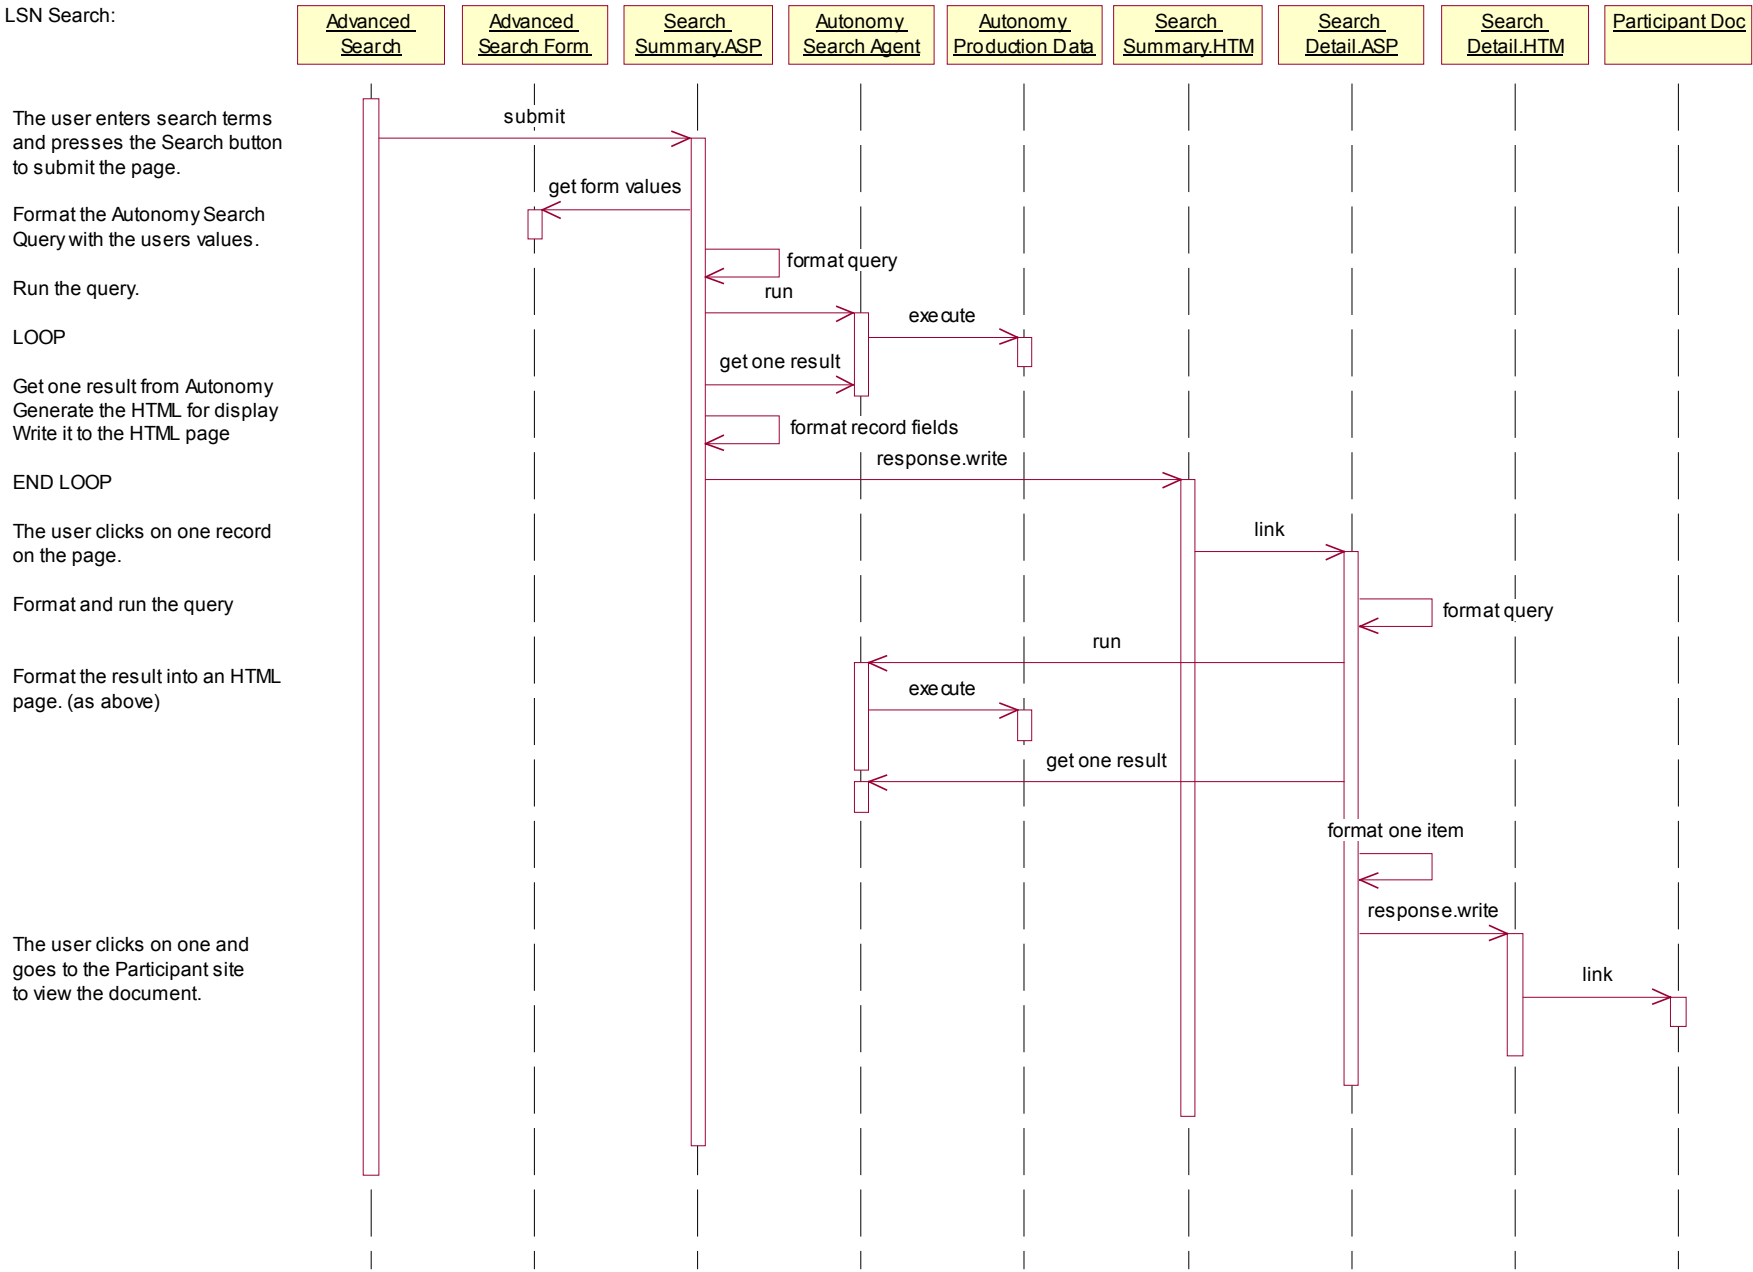 LSN Search:
Advanced
Search
Advanced
Search Form
Search
Summary.ASP
Autonomy
Search Agent
Autonomy
Production Data
Search
Summary.HTM
Search
Detail.ASP
Search
Detail.HTM
Participant Doc
The user enters search terms
and presses the Search button
to submit the page.
submit
get form values
Format the Autonomy Search
Query with the users values.
format query
Run the query.
run
execute
LOOP
get one result
Get one result from Autonomy
Generate the HTML for display
Write it to the HTML page
format record fields
response.write
END LOOP
The user clicks on one record
on the page.
link
Format and run the query
format query
run
Format the result into an HTML
page. (as above)
execute
get one result
format one item
response.write
The user clicks on one and
goes to the Participant site
to view the document.
link